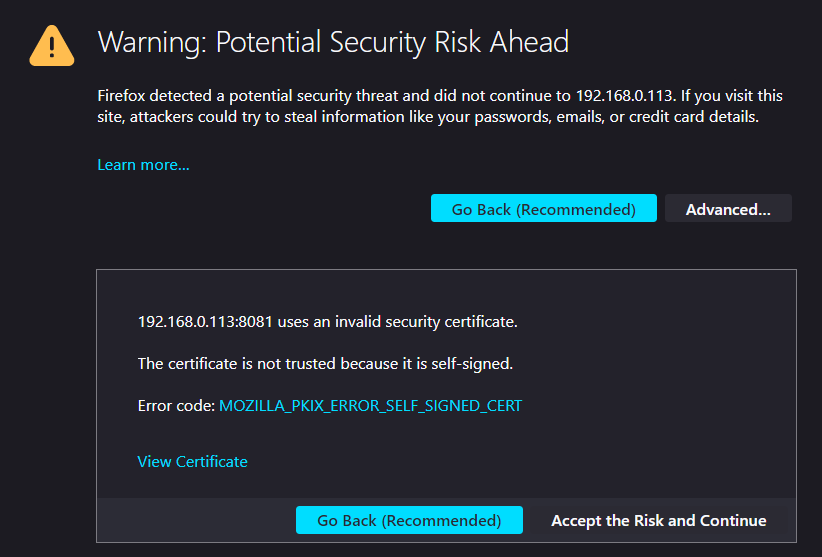 Warning: Potential Security Risk Ahead
Firefox detected a potential security threat and did not continue to 192.168.0.113. If you visit this
site, attackers could try to steal information like your passwords, emails, or credit card details.
Learn more...
Go Back (Recommended)
Advanced...
192.168.0.113:8081 uses an invalid security certificate.
The certificate is not trusted because it is self-signed.
Error code: MOZILLA_PKIX_ERROR_SELF_SIGNED_CERT
View Certificate
Go Back (Recommended)
Accept the Risk and Continue